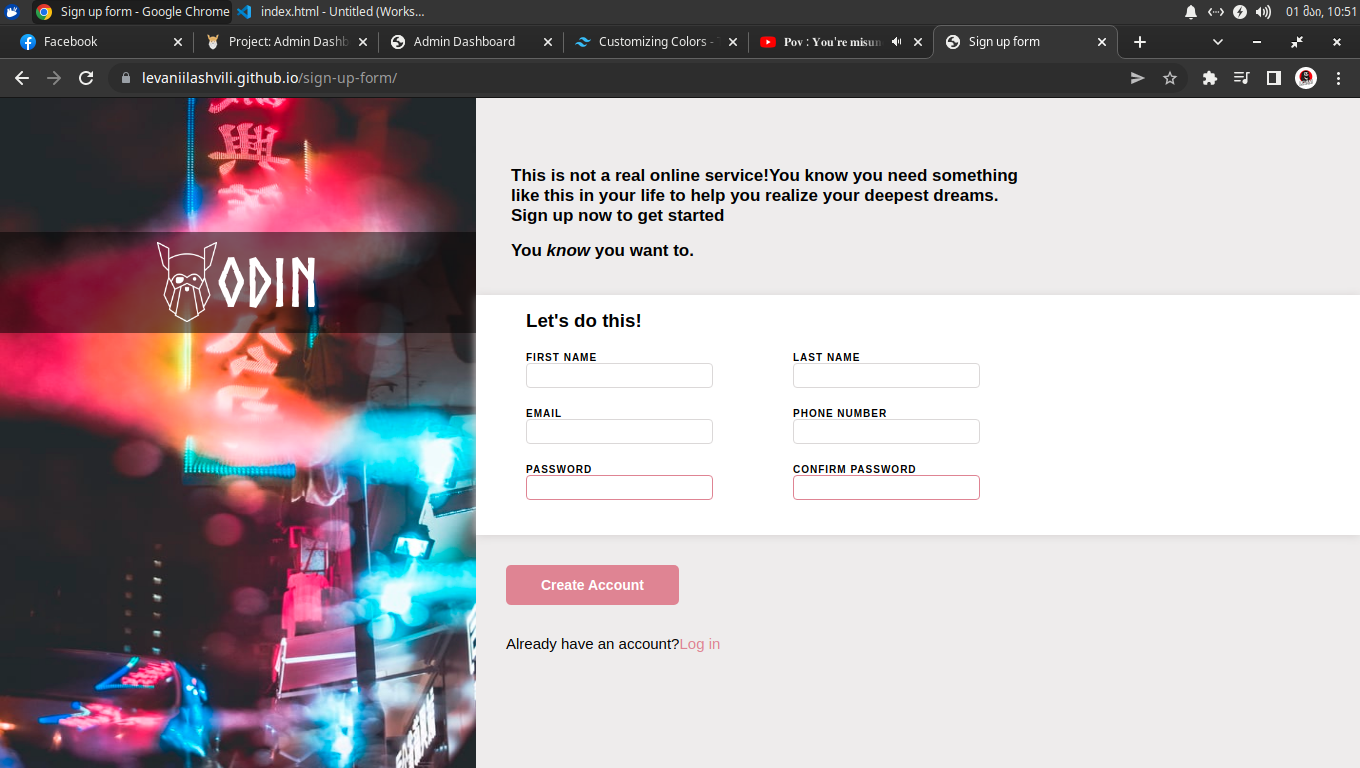 Sign up form - Google Chrome
index.html - Untitled (Works...
01 მაი, 10:51
Facebook
Project: Admin Dashb
Admin Dashboard
Customizing Colors -
Pov : You're misun
Sign up form
levaniilashvili.github.io/sign-up-form/
ODIN
This is not a real online service!You know you need something
like this in your life to help you realize your deepest dreams.
Sign up now to get started
You know you want to.
Let's do this!
FIRST NAME
LAST NAME
EMAIL
PHONE NUMBER
PASSWORD
CONFIRM PASSWORD
Create Account
Already have an account?Log in